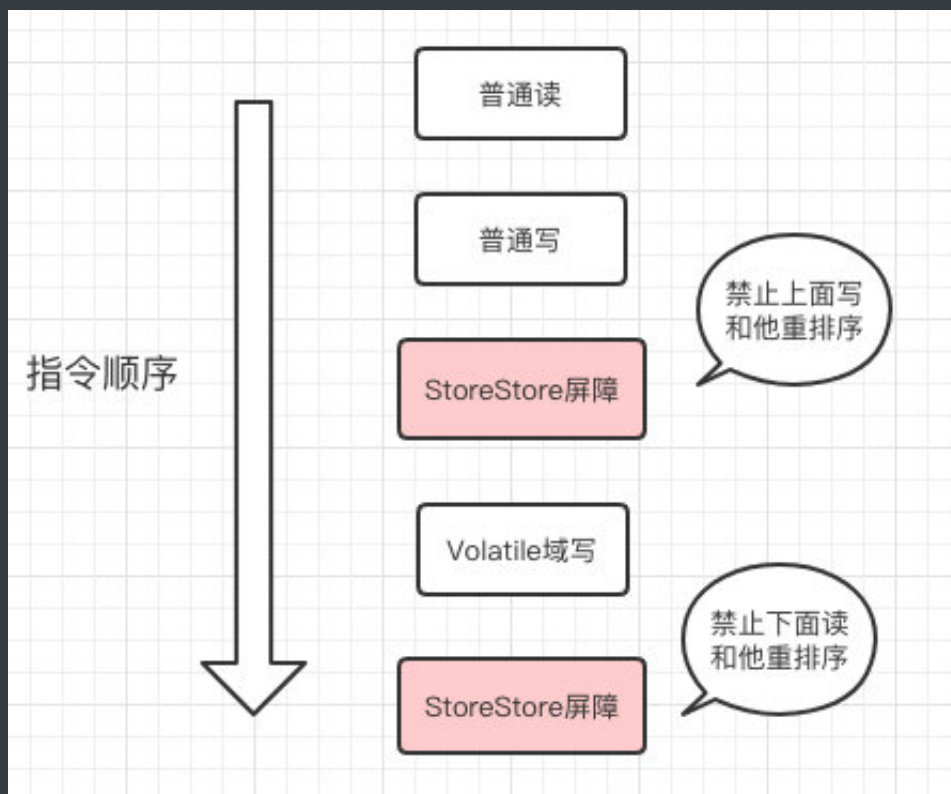 普通读
普通写
禁止上面写
和他重排序
指令顺序
StoreStore屏障
Volatile域写
禁止下面读
和他重排序
StoreStore屏障